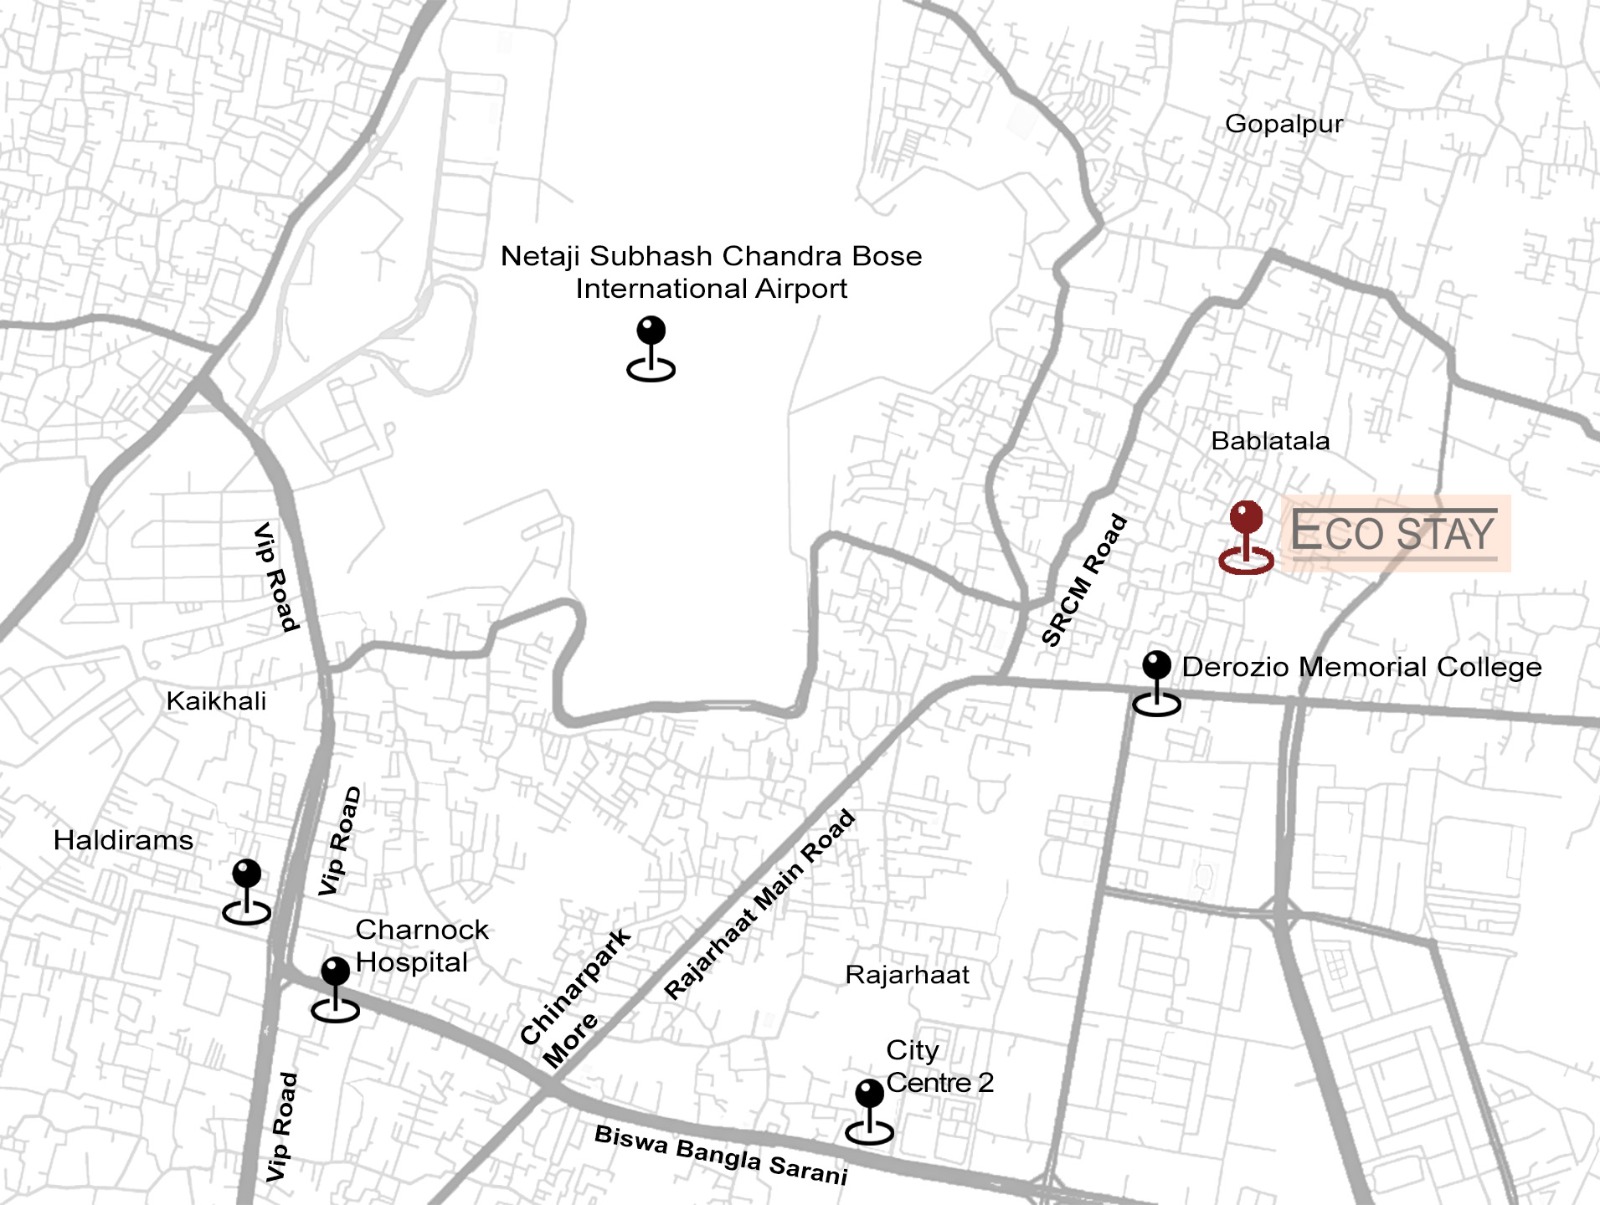 Gopalpur
Netaji Subhash Chandra Bose
International Airport
Bablatala
ECO STAY
Vip Road
SRCM Road
Derozio Memorial College
Kaikhali
Vip Road
Haldirams
Rajarhaat Main Road
Charnock
Hospital
Chinarpark
More
Rajarhaat
City
Centre 2
Vip Road
Biswa Bangla Sarani